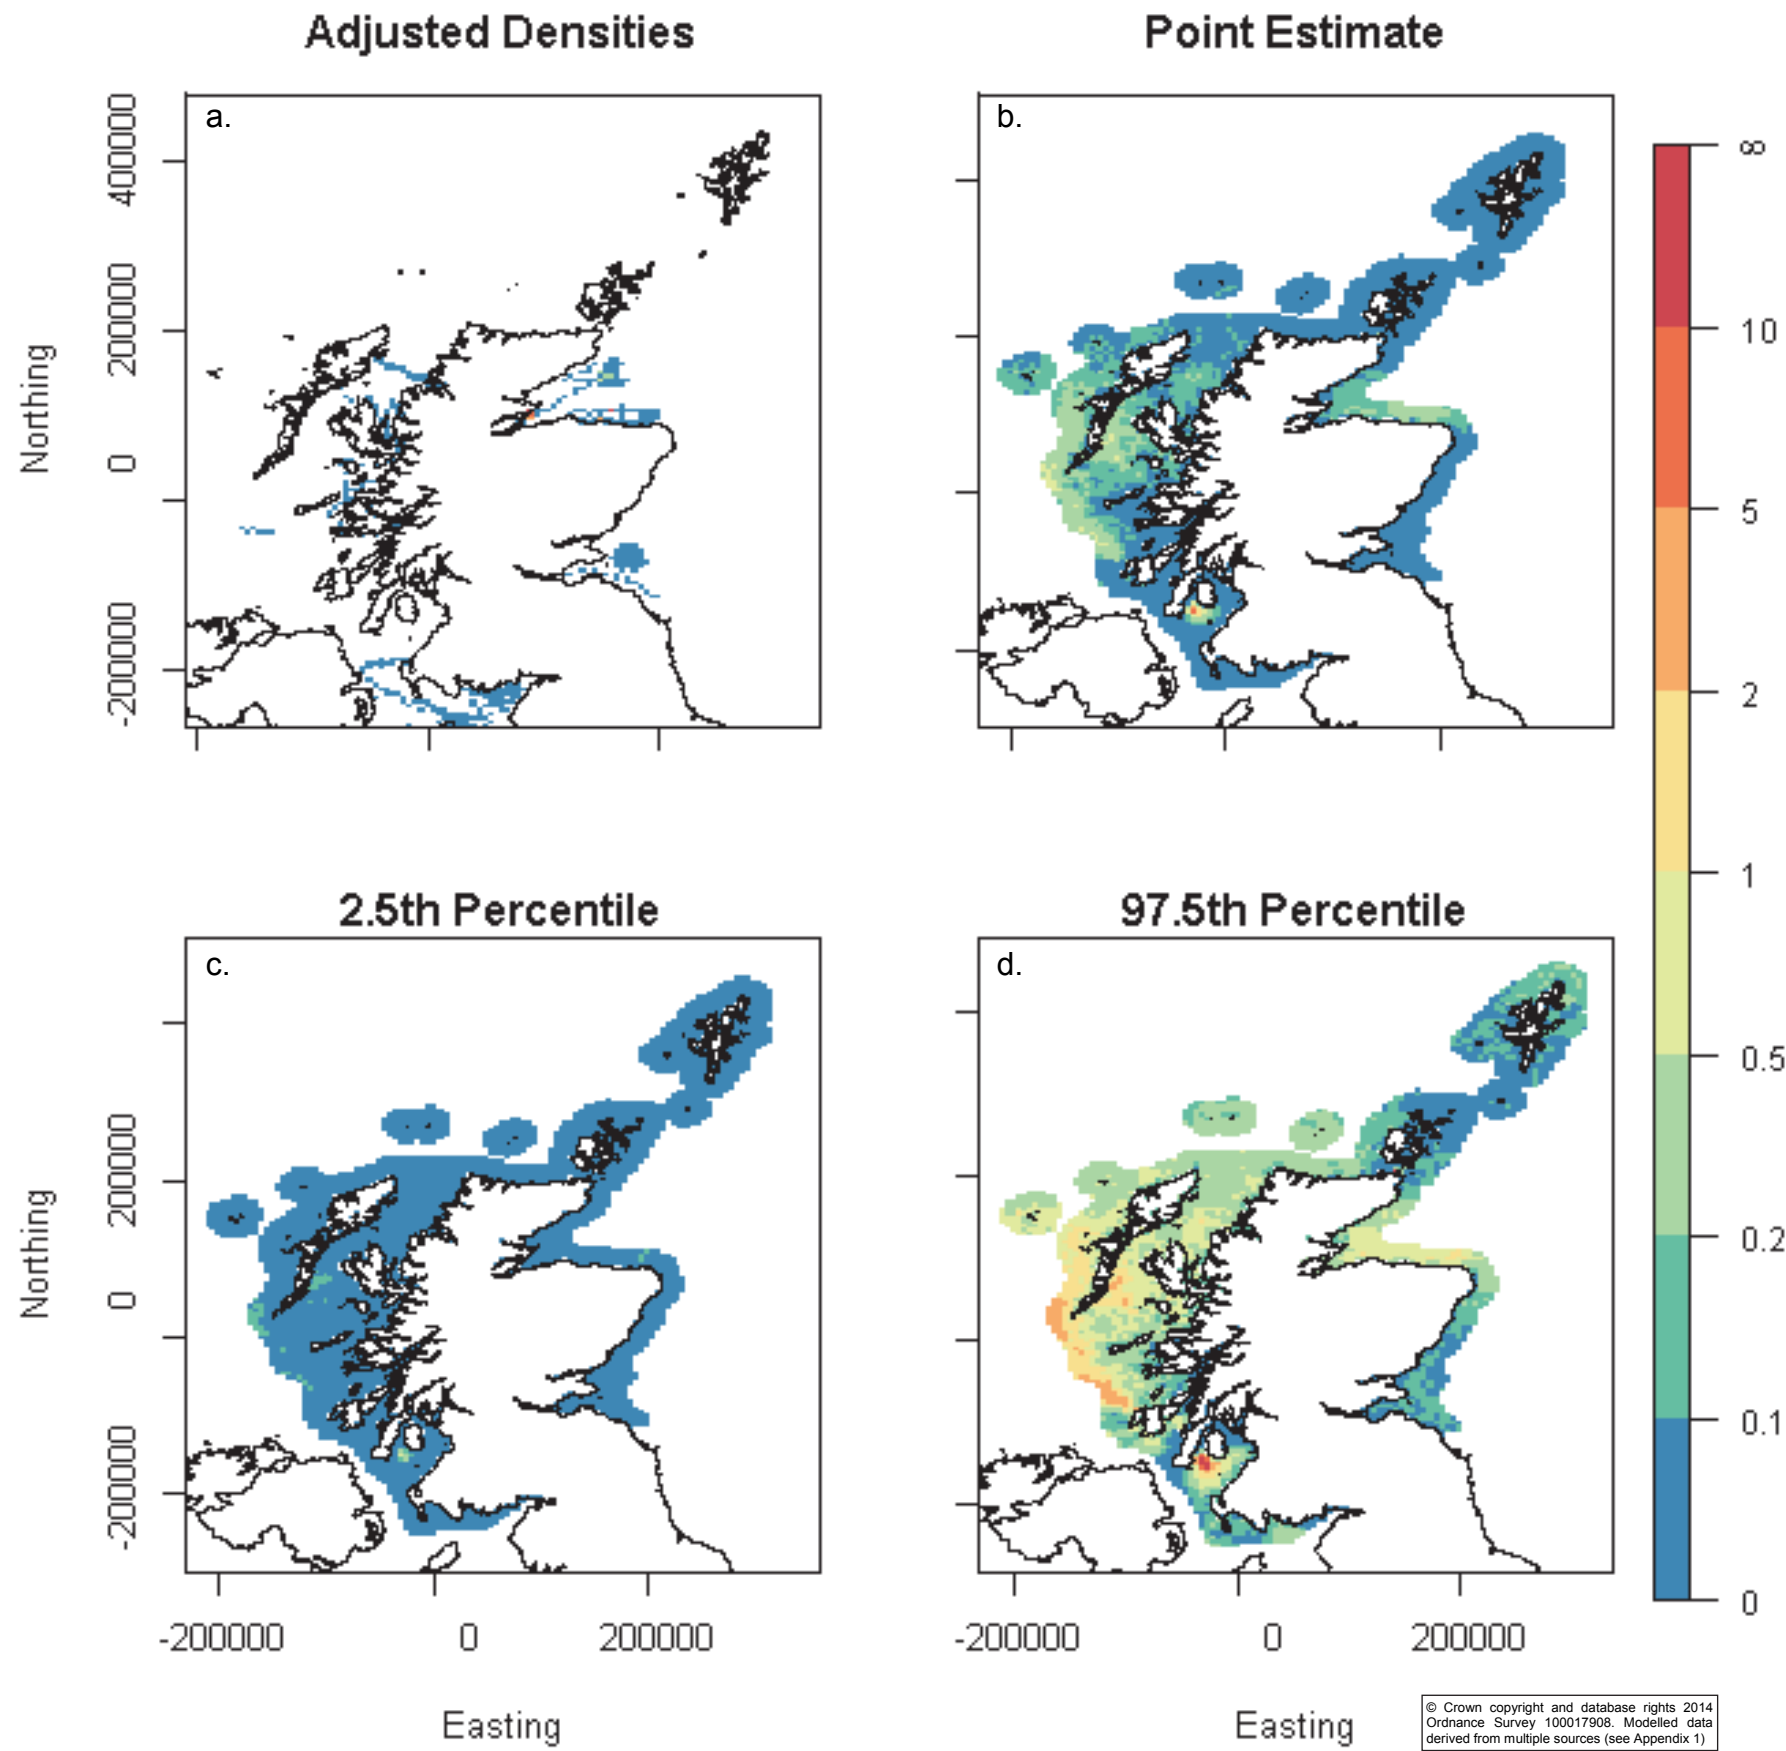 Adjusted Densities
Point Estimate
a.
b.
Northing
400000
200000
0
-200000
∞
10
5
2
1
0.5
0.2
0.1
0
2.5th Percentile
97.5th Percentile
c.
d.
Northing
200000
0
-200000
-200000
0
200000
-200000
0
200000
Easting
Easting
© Crown copyright and database rights 2014
Ordnance Survey 100017908. Modelled data
derived from multiple sources (see Appendix 1)